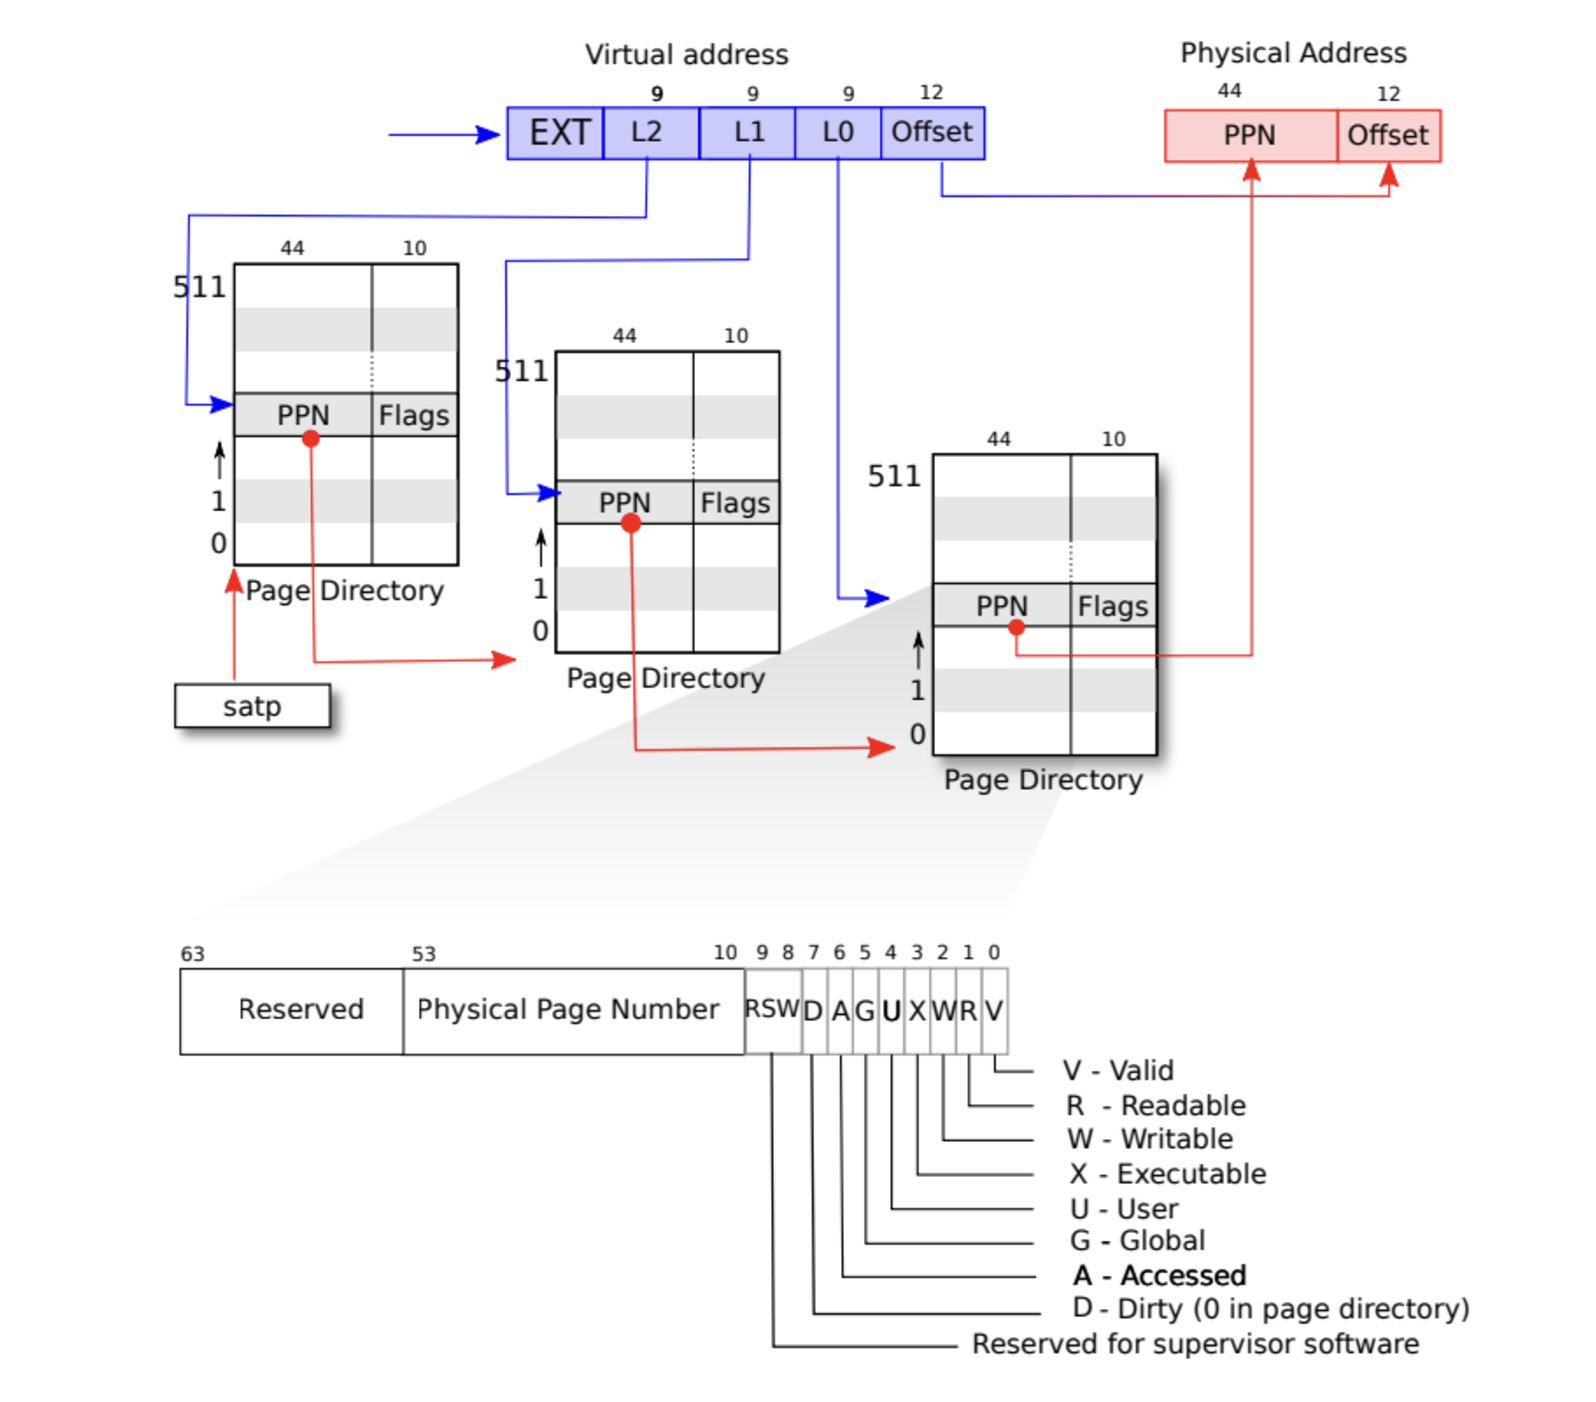 Virtual address
Physical Address
9 9 9 12
44 12
EXT L2 L1 L0 Offset
PPN Offset
44 10
511
PPN Flags
1
0
Page Directory
satp
44 10
511
PPN Flags
1
0
Page Directory
44 10
511
PPN Flags
1
0
Page Directory
63 53 10 9 8 7 6 5 4 3 2 1 0
Reserved Physical Page Number RSW D A G U X W R V
V - Valid
R - Readable
W - Writable
X - Executable
U - User
G - Global
A - Accessed
D - Dirty (0 in page directory)
Reserved for supervisor software